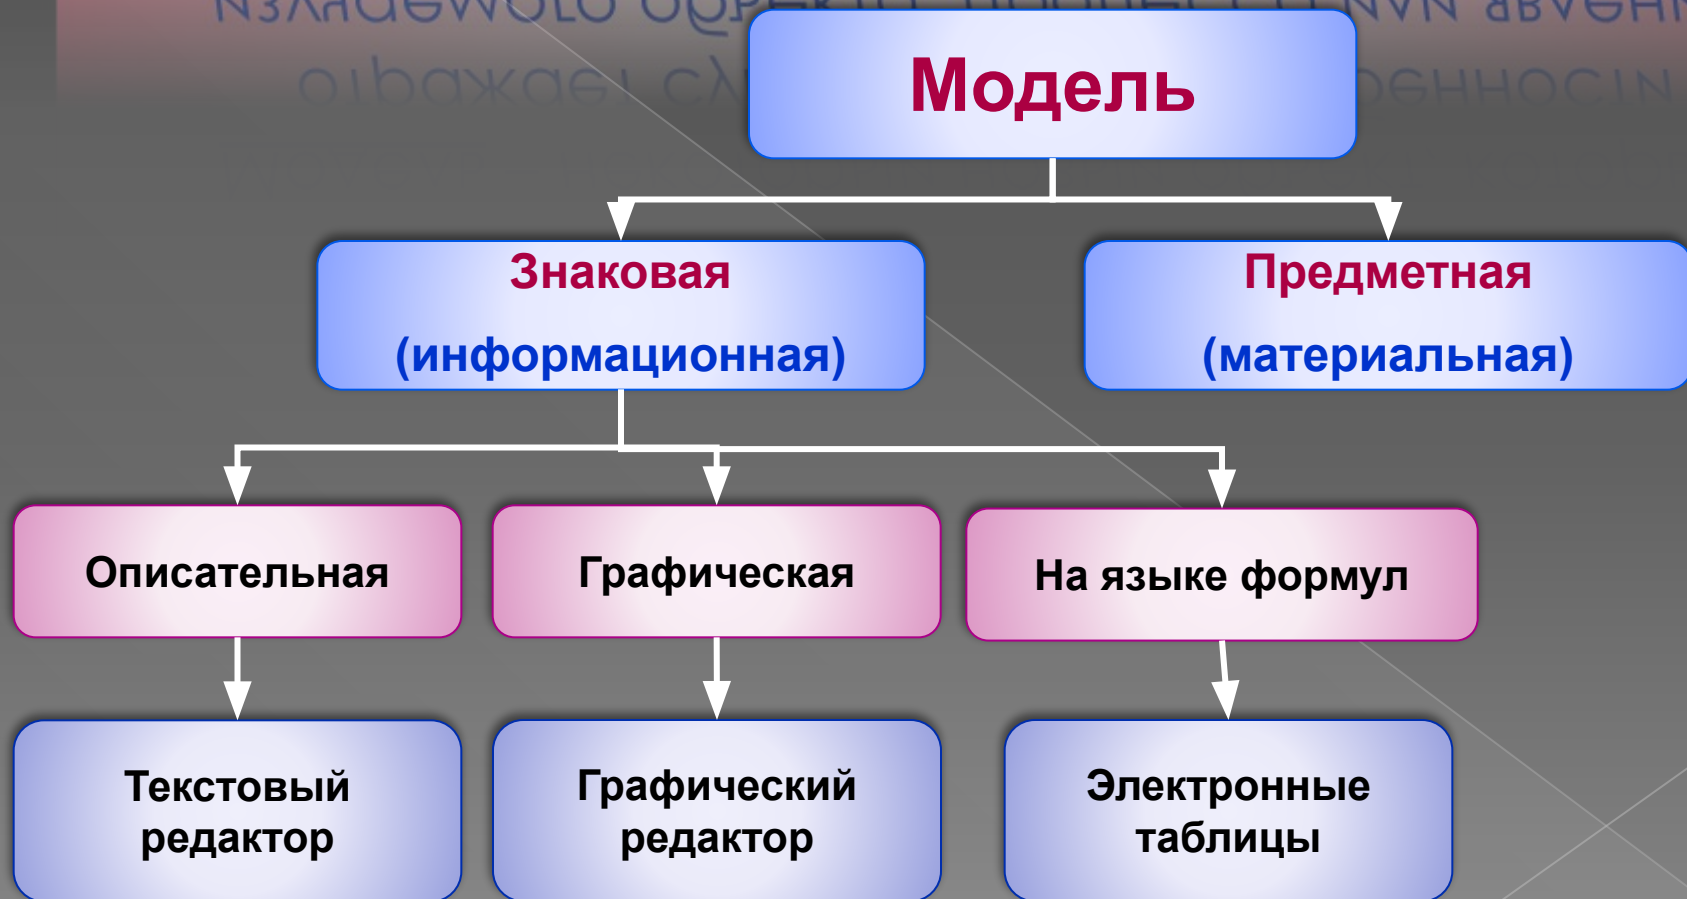 Модель
Знаковая
(информационная)
Предметная
(материальная)
Описательная
Графическая
На языке формул
Текстовый
редактор
Графический
редактор
Электронные
таблицы